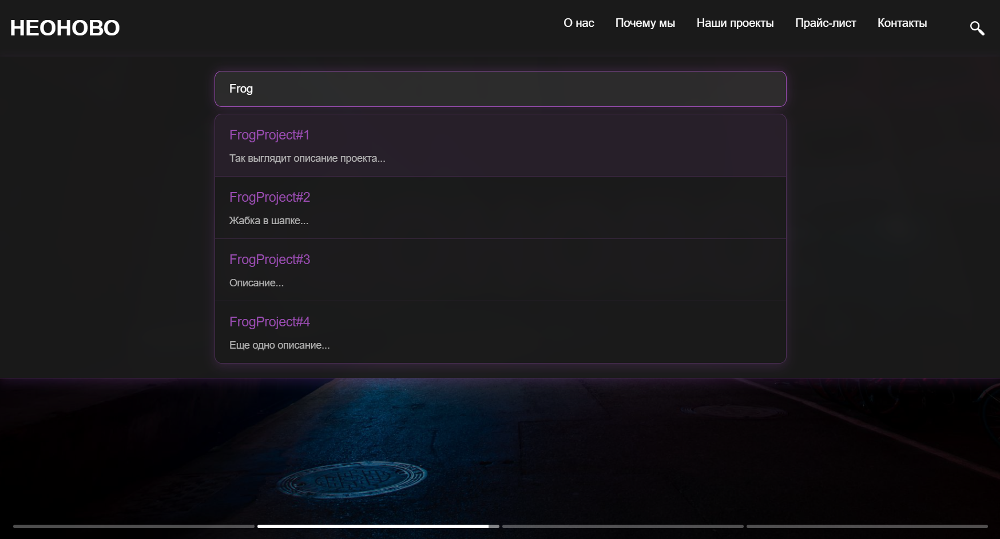 НЕОНОВО
О нас Почему мы Наши проекты Прайс-лист Контакты
Frog
FrogProject#1
Так выглядит описание проекта...
FrogProject#2
Жабка в шапке...
FrogProject#3
Описание...
FrogProject#4
Еще одно описание...